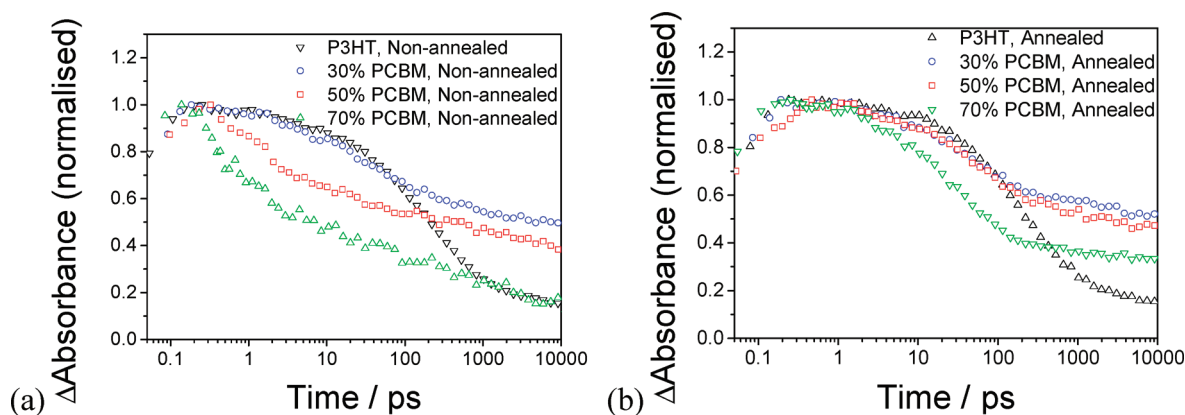 ΔAbsorbance (normalised)
1.2
1.0
0.8
0.6
0.4
0.2
0.0
P3HT, Non-annealed
30% PCBM, Non-annealed
50% PCBM, Non-annealed
70% PCBM, Non-annealed
0.1 1 10 100 1000 10000
Time / ps
(a)
ΔAbsorbance (normalised)
1.2
1.0
0.8
0.6
0.4
0.2
0.0
P3HT, Annealed
30% PCBM, Annealed
50% PCBM, Annealed
70% PCBM, Annealed
0.1 1 10 100 1000 10000
Time / ps
(b)